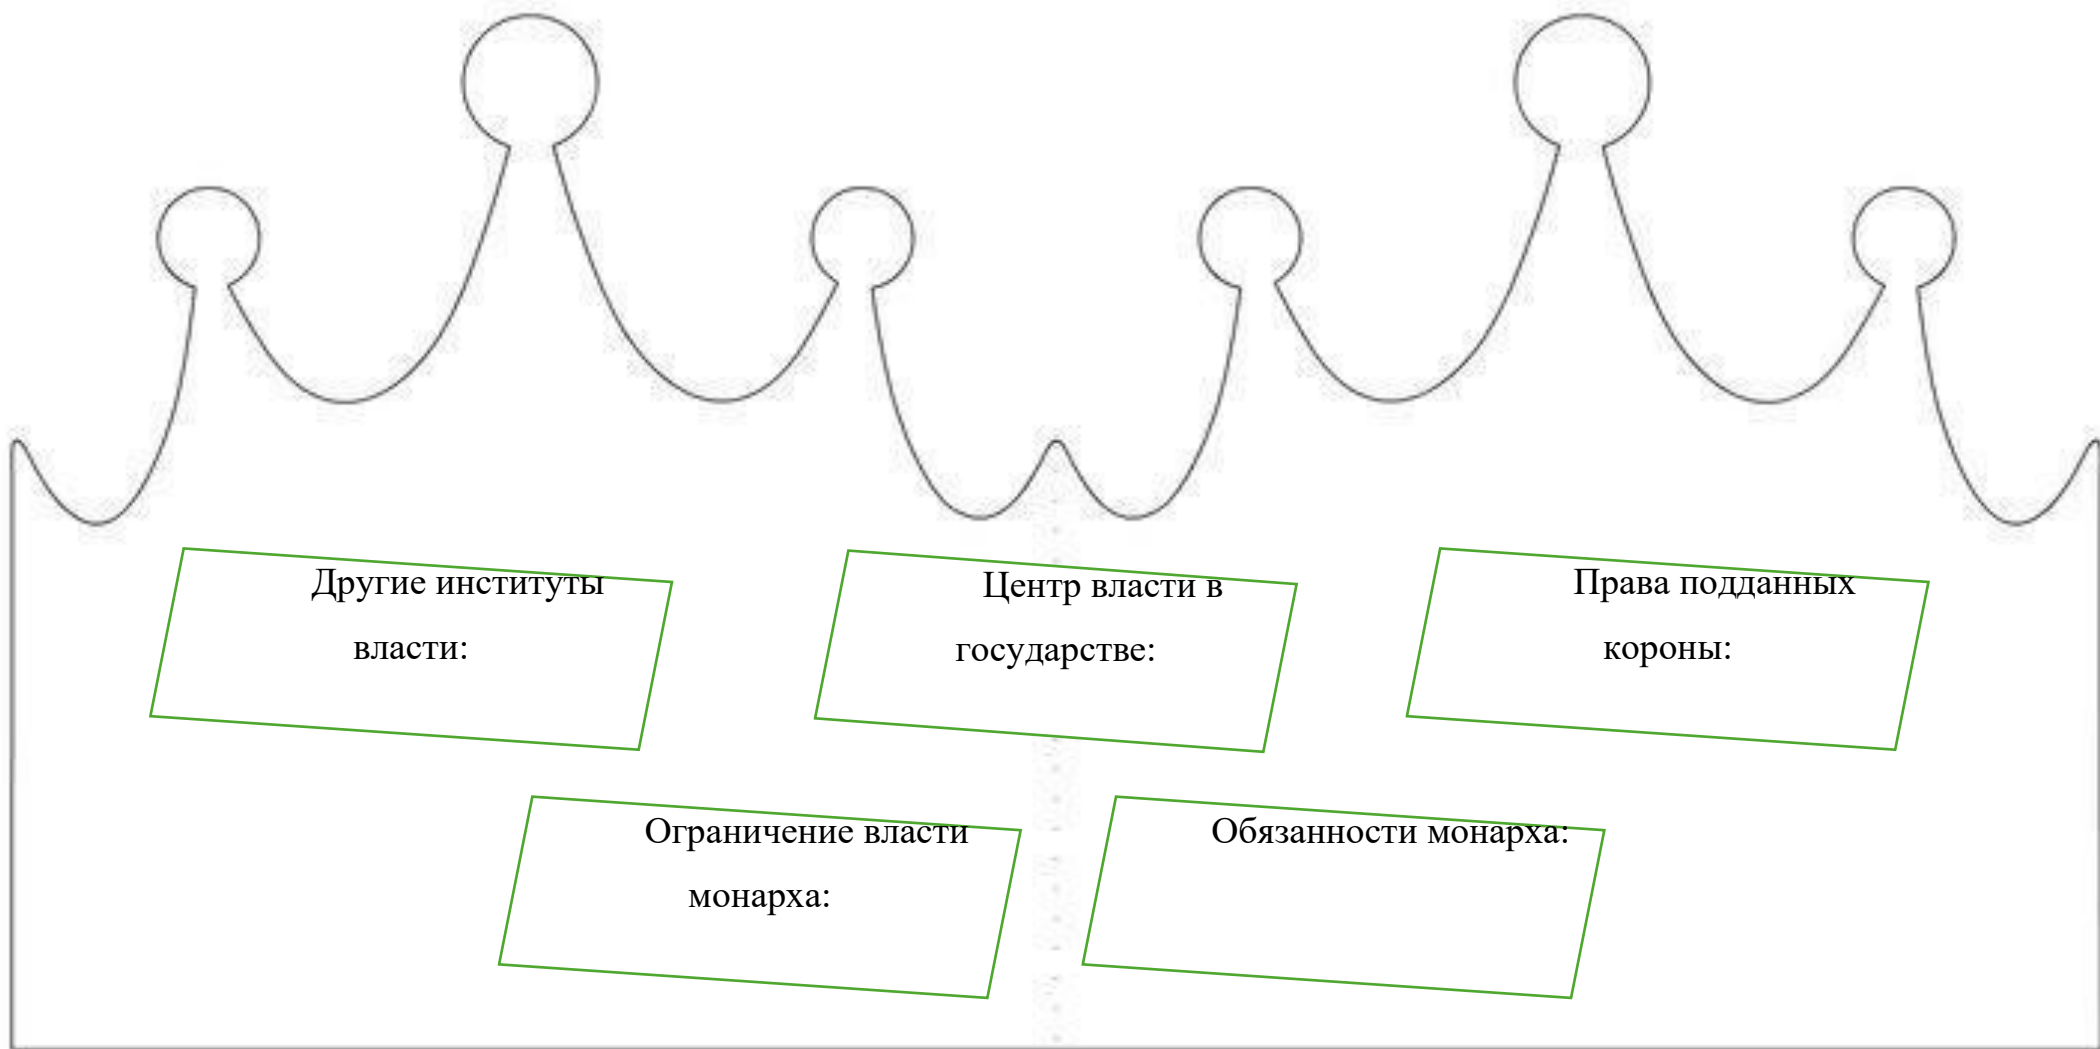 Другие институты
власти:
Центр власти в
государстве:
Права подданных
короны:
Ограничение власти
монарха:
Обязанности монарха: